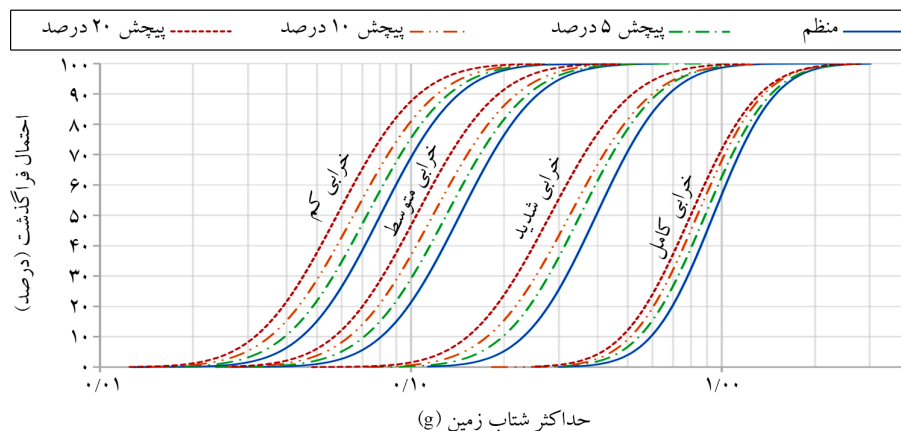 منظم پیچش ۵ درصد پیچش ۱۰ درصد پیچش ۲۰ درصد
۱۰۰
۹۰
۸۰
۷۰
۶۰
۵۰
۴۰
۳۰
۲۰
۱۰
۰
احتمال فراگذشت (درصد)
خرابی کم
خرابی متوسط
خرابی شدید
خرابی کامل
۰/۰۱ ۰/۱۰ ۱/۰۰
حداکثر شتاب زمین (g)